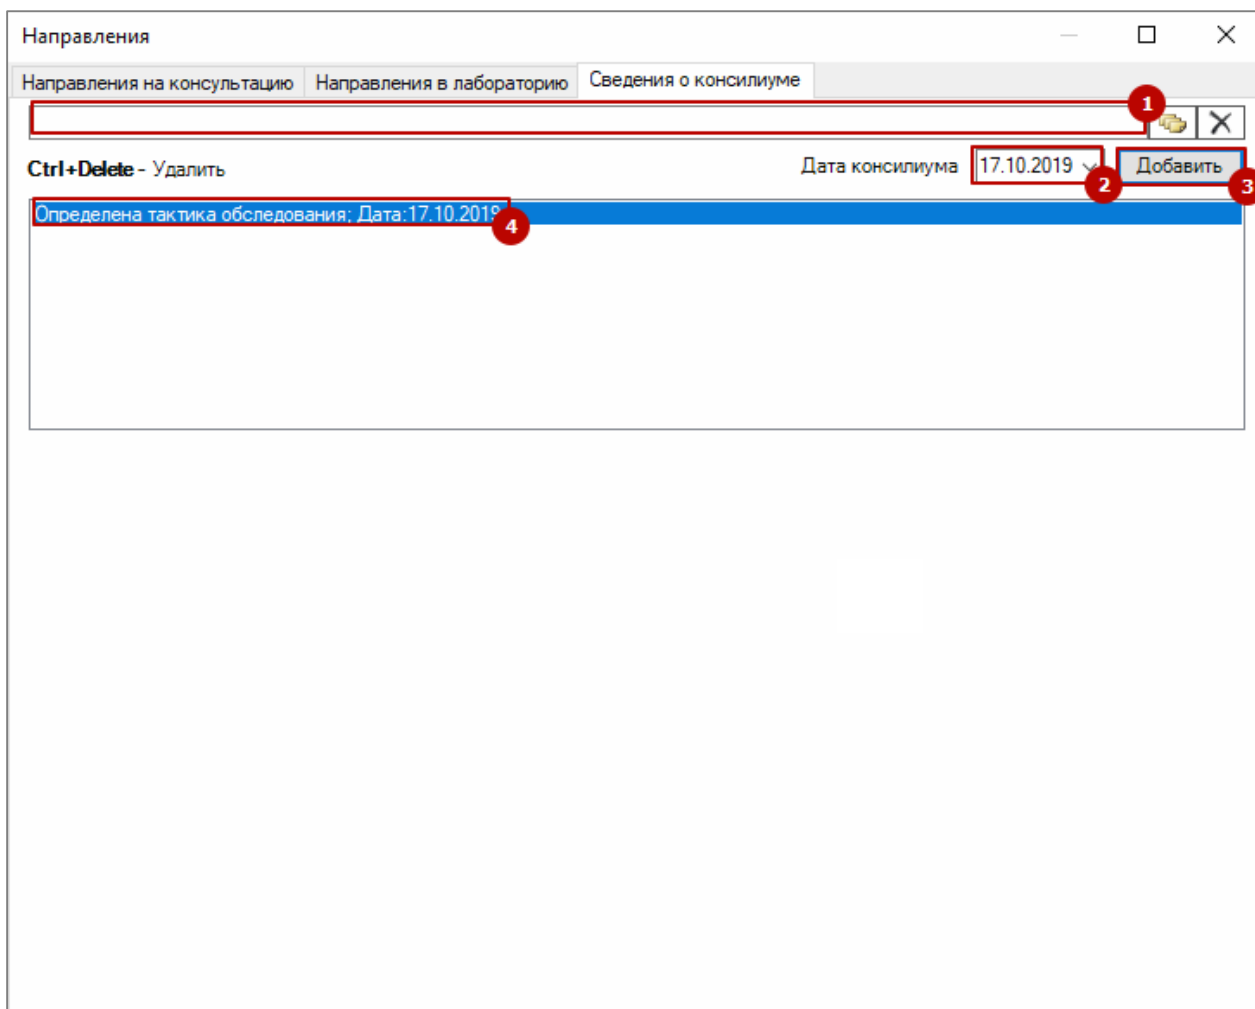 Направления
Направления на консультацию Направления в лабораторию Сведения о консилиуме
1
Ctrl+Delete - Удалить Дата консилиума 17.10.2019 2 Добавить 3
Определена тактика обследования; Дата:17.10.2019 4